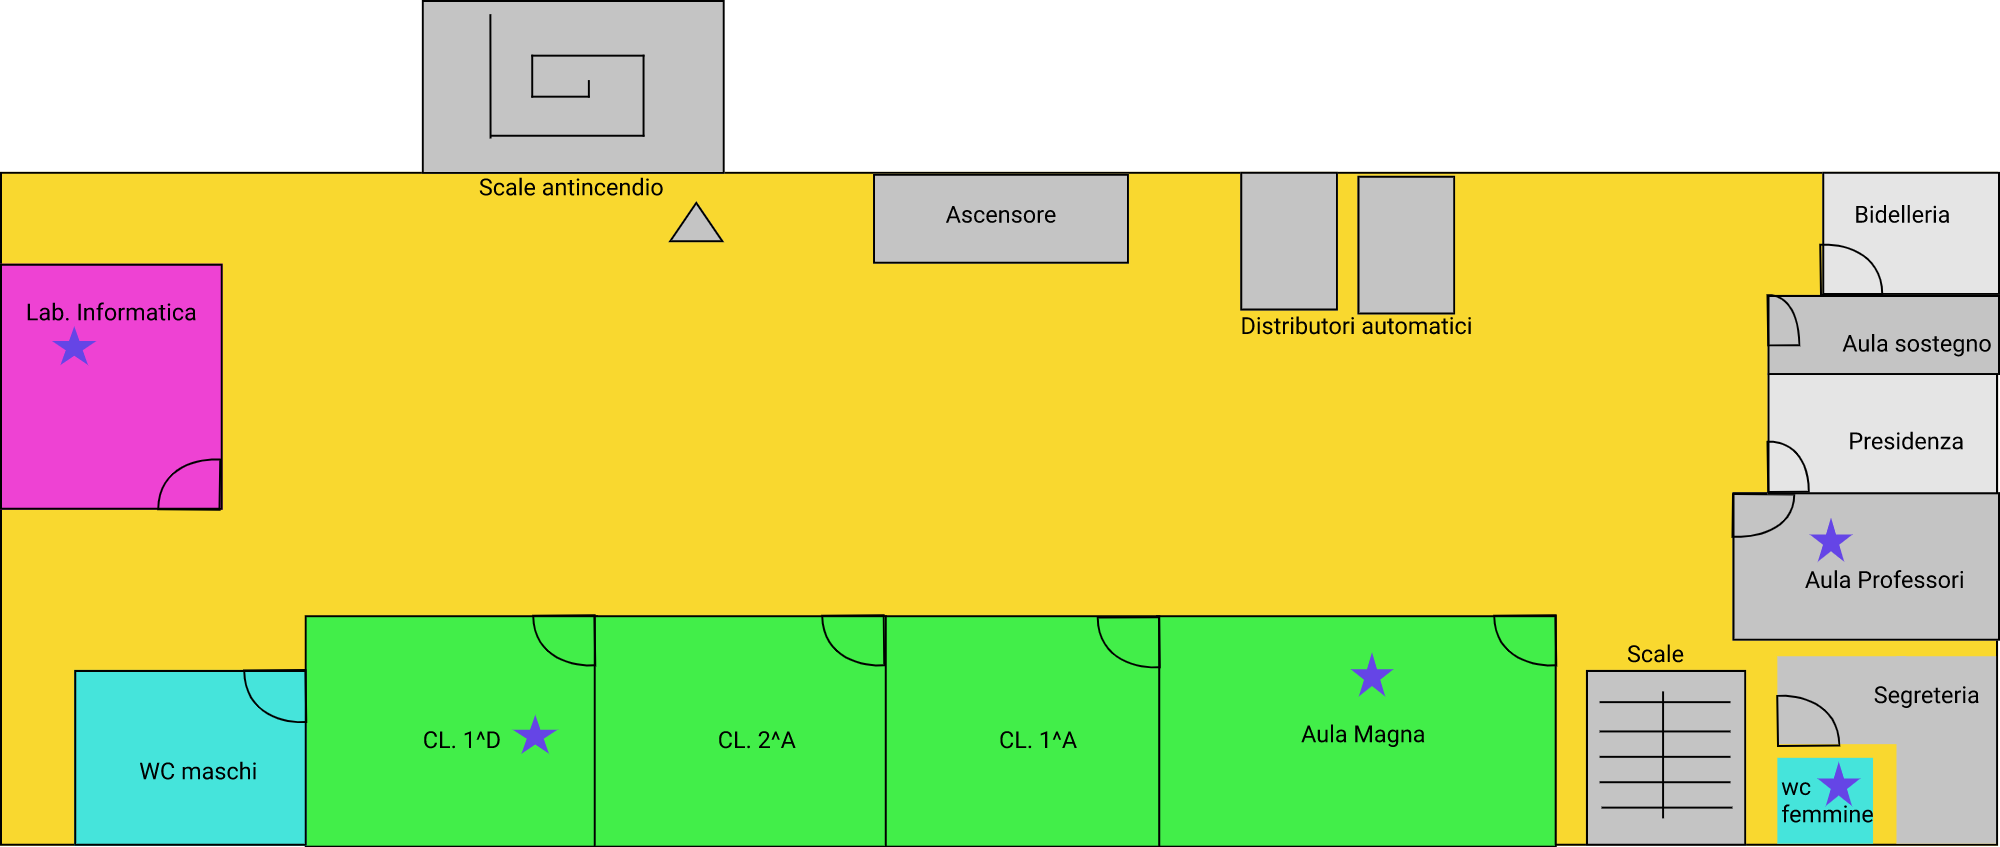 Scale antincendio
Ascensore
Bidelleria
Lab. Informatica
Distributori automatici
Aula sostegno
Presidenza
Aula Professori
Scale
Segreteria
CL. 1^D
CL. 2^A
CL. 1^A
Aula Magna
WC maschi
wc
femmine